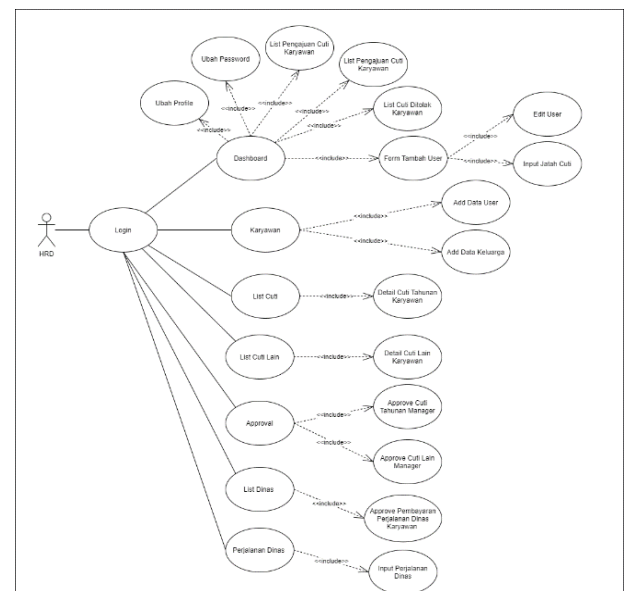 List Pengajuan Cuti
Karyawan
Ubah Password
List Pengajuan Cuti
Karyawan
Ubah Profile
<<include>>
<<include>>
<<include>>
<<include>>
List Cuti Ditolak
Karyawan
<<include>>
Edit User
<<include>>
Dashboard
<<include>>
Form Tambah User
<<include>>
Input Jatah Cuti
Add Data User
<<include>>
HRD
Login
Karyawan
<<include>>
Add Data Keluarga
List Cuti
<<include>>
Detail Cuti Tahunan
Karyawan
List Cuti Lain
<<include>>
Detail Cuti Lain
Karyawan
Approve Cuti
Tahunan Manager
<<include>>
Approval
<<include>>
Approve Cuti Lain
Manager
List Dinas
<<include>>
Approve Pembayaran
Perjalanan Dinas
Karyawan
Perjalanan Dinas
<<include>>
Input Perjalanan
Dinas